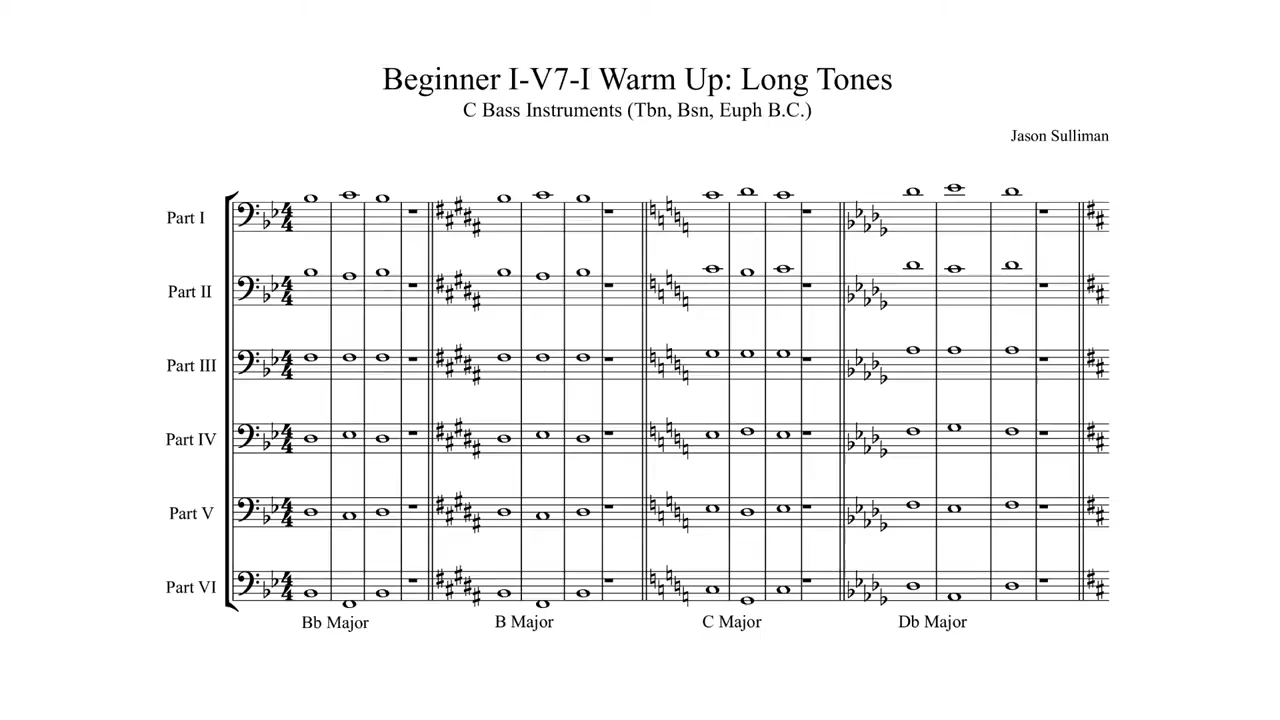 Beginner I-V7-I Warm Up: Long Tones
C Bass Instruments (Tbn, Bsn, Euph B.C.)
Jason Sulliman
Part I
Part II
Part III
Part IV
Part V
Part VI
Bb Major B Major C Major Db Major